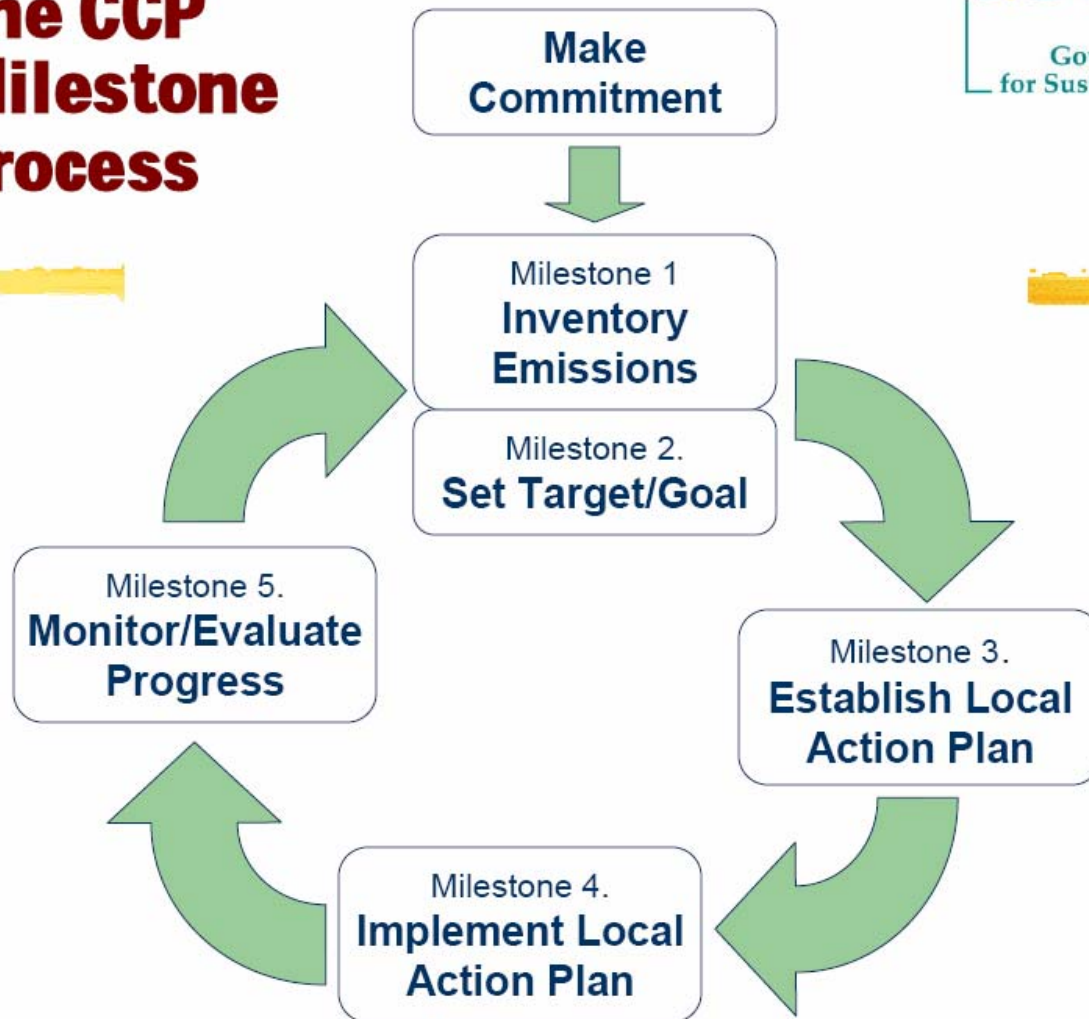 he CCP
ilestone
rocess
Go
for Sus
Make
Commitment
Milestone 1
Inventory
Emissions
Milestone 2.
Set Target/Goal
Milestone 3.
Establish Local
Action Plan
Milestone 4.
Implement Local
Action Plan
Milestone 5.
Monitor/Evaluate
Progress